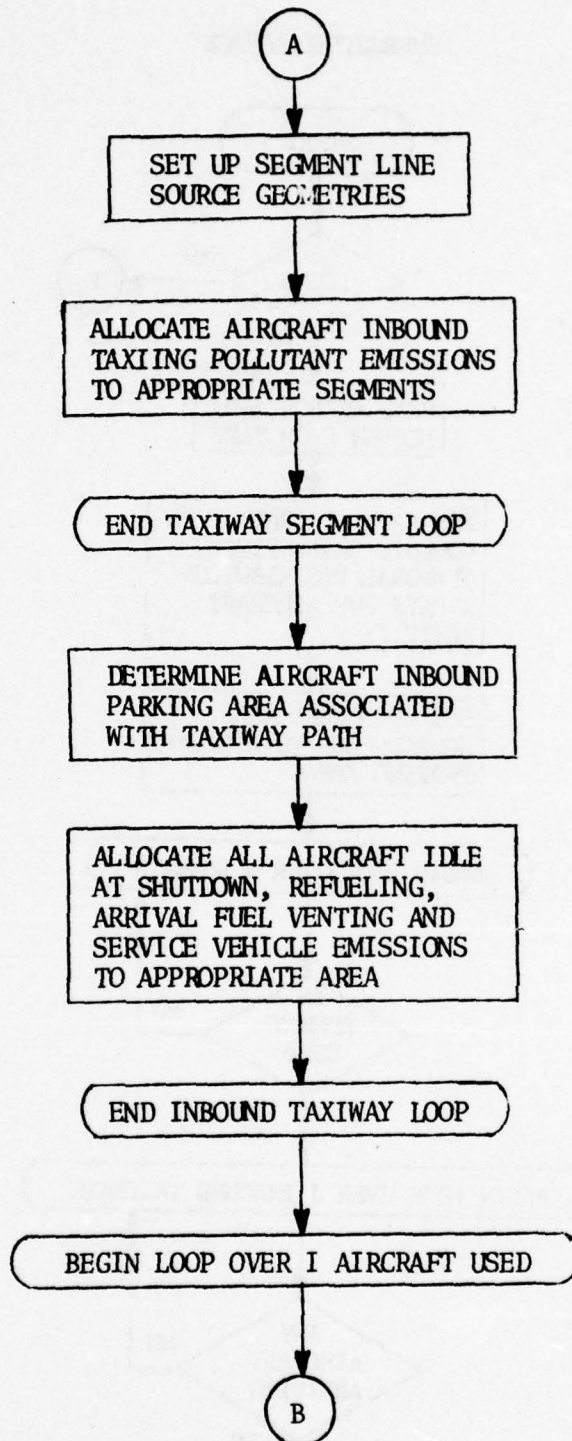 A
SET UP SEGMENT LINE
SOURCE GEOMETRIES
ALLOCATE AIRCRAFT INBOUND
TAXIING POLLUTANT EMISSIONS
TO APPROPRIATE SEGMENTS
END TAXIWAY SEGMENT LOOP
DETERMINE AIRCRAFT INBOUND
PARKING AREA ASSOCIATED
WITH TAXIWAY PATH
ALLOCATE ALL AIRCRAFT IDLE
AT SHUTDOWN, REFUELING,
ARRIVAL FUEL VENTING AND
SERVICE VEHICLE EMISSIONS
TO APPROPRIATE AREA
END INBOUND TAXIWAY LOOP
BEGIN LOOP OVER I AIRCRAFT USED
B